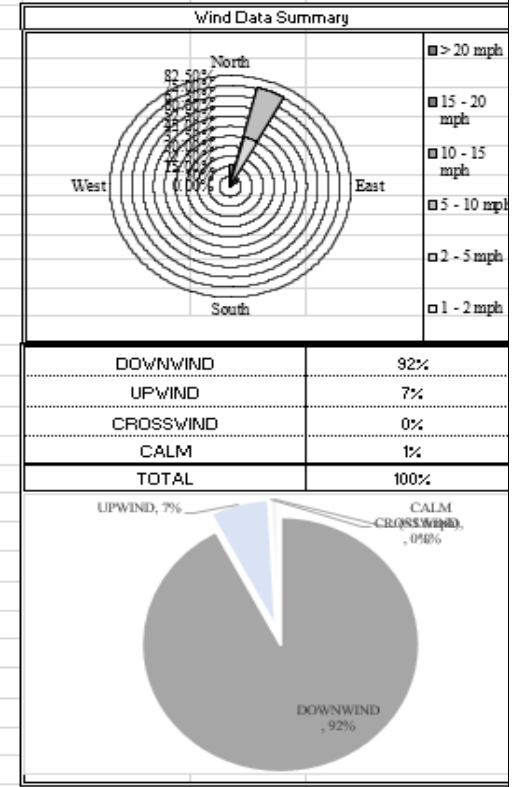 Wind Data Summary
North
82.50%
0.00%
West
East
South
> 20 mph
15 - 20
mph
10 - 15
mph
5 - 10 mph
2 - 5 mph
1 - 2 mph
DOWNWIND 92%
UPWIND 7%
CROSSWIND 0%
CALM 1%
TOTAL 100%
UPWIND, 7%
CALM
CROSSWIND,
DOWNWIND
, 92%